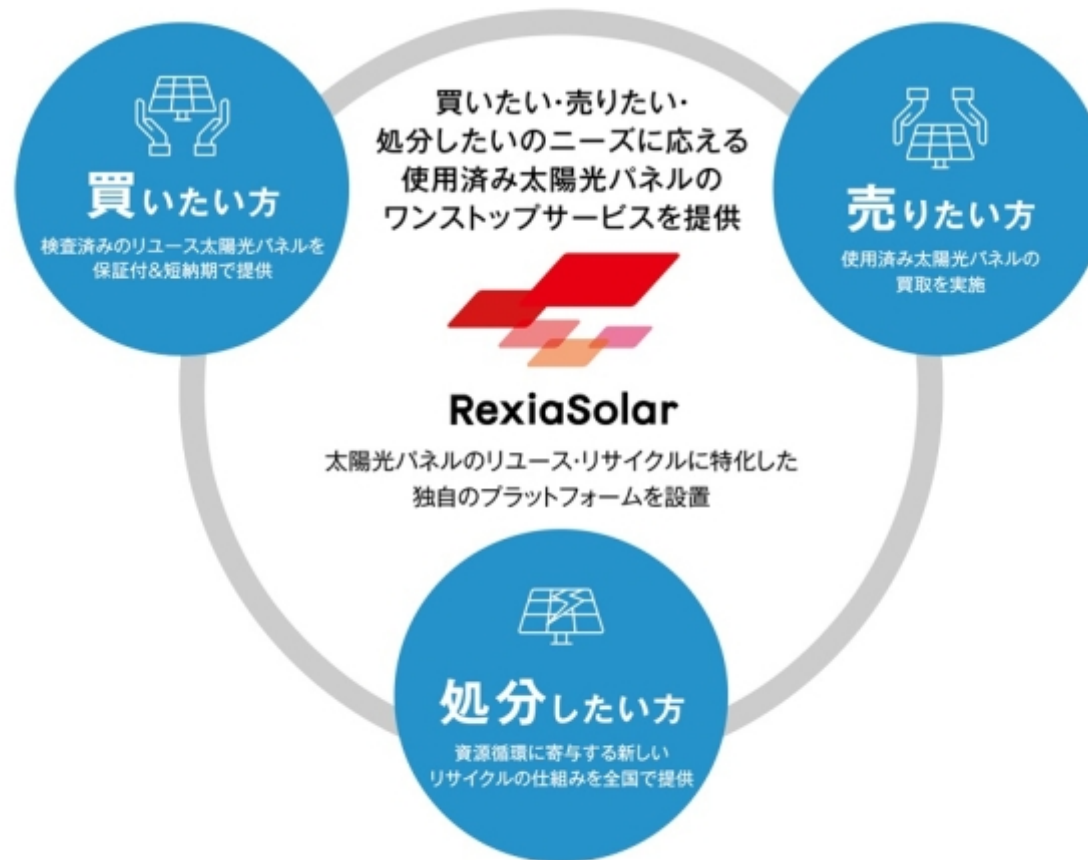 買いたい・売りたい・
処分したいのニーズに応える
使用済み太陽光パネルの
ワンストップサービスを提供
買いたい方
検査済みのリユース太陽光パネルを
保証付&短納期で提供
売りたい方
使用済み太陽光パネルの
買取を実施
RexiaSolar
太陽光パネルのリユース・リサイクルに特化した
独自のプラットフォームを設置
処分したい方
資源循環に寄与する新しい
リサイクルの仕組みを全国で提供